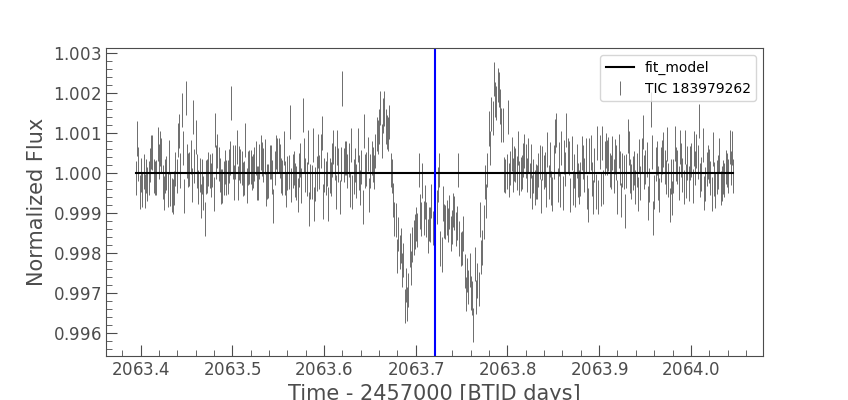 1.003
1.002
1.001
1.000
0.999
0.998
0.997
0.996
Normalized Flux
fit_model
TIC 183979262
2063.4 2063.5 2063.6 2063.7 2063.8 2063.9 2064.0
Time - 2457000 [BTJD days]